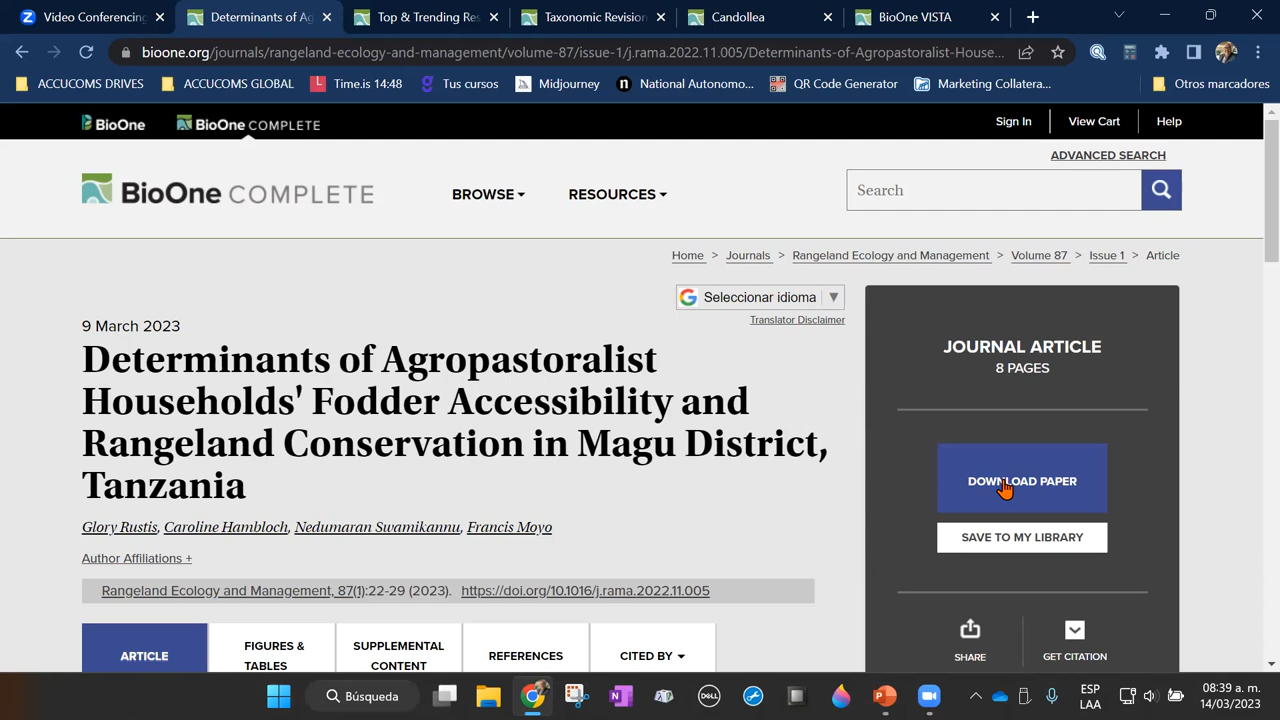 Video Conferencing
Determinants of Ag
Top & Trending Res
Taxonomic Revision
Candollea
BioOne VISTA
bioone.org/journals/rangeland-ecology-and-management/volume-87/issue-1/j.rama.2022.11.005/Determinants-of-Agropastoralist-House...
ACCUCOMS DRIVES
ACCUCOMS GLOBAL
Time.is 14:48
Tus cursos
Midjourney
National Autonomo...
QR Code Generator
Marketing Collatera...
Otros marcadores
BioOne
BioOne COMPLETE
Sign In
View Cart
Help
ADVANCED SEARCH
BioOne COMPLETE
BROWSE
RESOURCES
Search
Home > Journals > Rangeland Ecology and Management > Volume 87 > Issue 1 > Article
Seleccionar idioma
Translator Disclaimer
9 March 2023
Determinants of Agropastoralist
Households' Fodder Accessibility and
Rangeland Conservation in Magu District,
Tanzania
Glory Rustis, Caroline Hambloch, Nedumaran Swamikannu, Francis Moyo
Author Affiliations +
Rangeland Ecology and Management, 87(1):22-29 (2023). https://doi.org/10.1016/j.rama.2022.11.005
ARTICLE
FIGURES &
TABLES
SUPPLEMENTAL
CONTENT
REFERENCES
CITED BY
JOURNAL ARTICLE
8 PAGES
DOWNLOAD PAPER
SAVE TO MY LIBRARY
SHARE
GET CITATION
Búsqueda
DELL
ESP
LAA
08:39 a. m.
14/03/2023